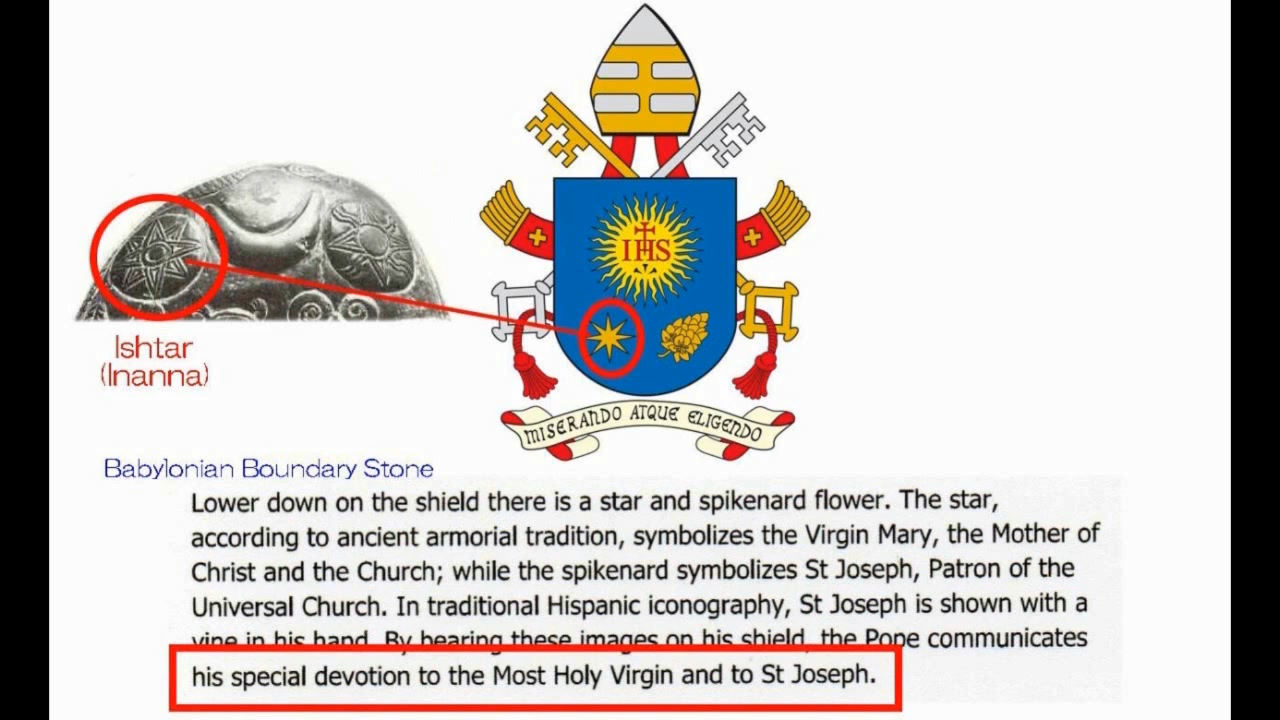 IHS
MISERANDO ATQUE ELIGENDO
Ishtar
(Inanna)
Babylonian Boundary Stone
Lower down on the shield there is a star and spikenard flower. The star,
according to ancient armorial tradition, symbolizes the Virgin Mary, the Mother of
Christ and the Church; while the spikenard symbolizes St Joseph, Patron of the
Universal Church. In traditional Hispanic iconography, St Joseph is shown with a
vine in his hand. By bearing these images on his shield, the Pope communicates
his special devotion to the Most Holy Virgin and to St Joseph.